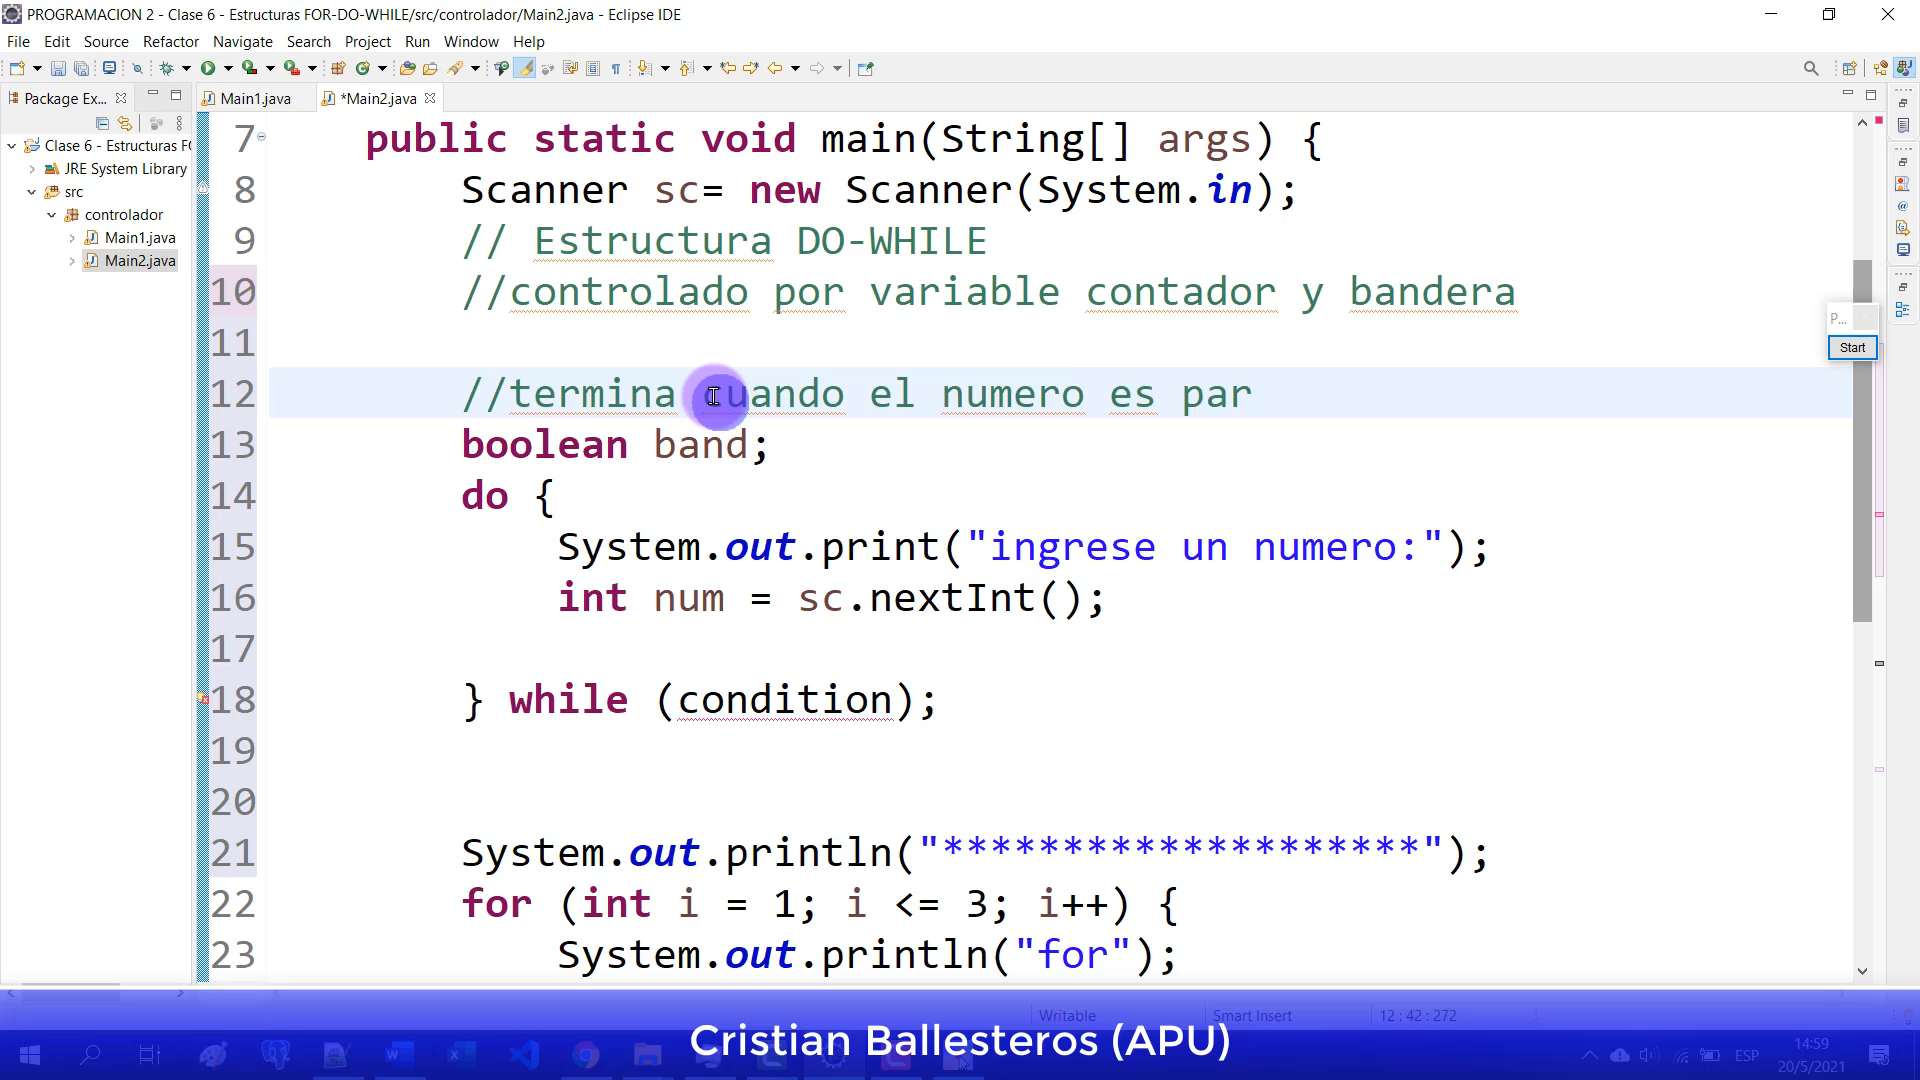 PROGRAMACION 2 - Clase 6 - Estructuras FOR-DO-WHILE/src/controlador/Main2.java - Eclipse IDE
File Edit Source Refactor Navigate Search Project Run Window Help
Package Ex...
Main1.java
*Main2.java
Clase 6 - Estructuras F
JRE System Library
src
controlador
Main1.java
Main2.java
7 public static void main(String[] args) {
8 Scanner sc= new Scanner(System.in);
9 // Estructura DO-WHILE
10 //controlado por variable contador y bandera
11
12 //termina cuando el numero es par
13 boolean band;
14 do {
15 System.out.print("ingrese un numero:");
16 int num = sc.nextInt();
17
18 } while (condition);
19
20
21 System.out.println("********************");
22 for (int i = 1; i <= 3; i++) {
23 System.out.println("for");
P...
Start
Writable Smart Insert 12 : 42 : 272
Cristian Ballesteros (APU)
ESP
14:59
20/5/2021